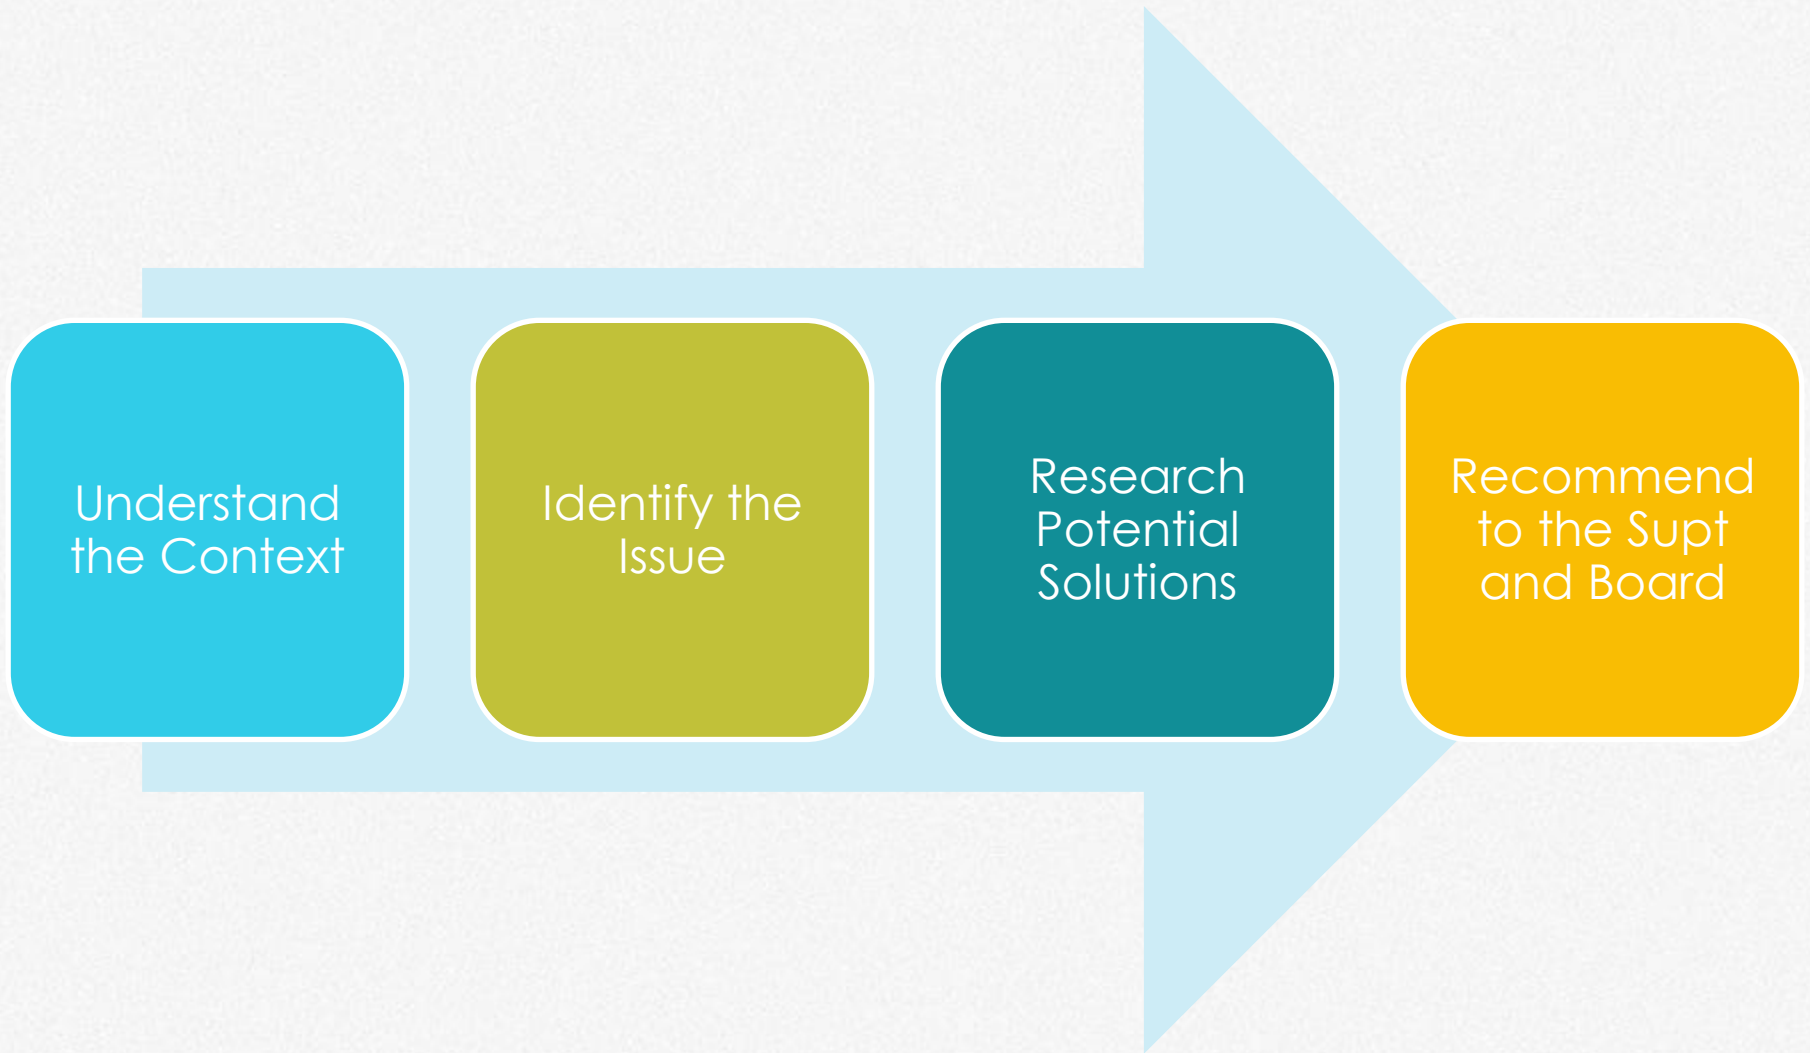 Understand
the Context
Identify the
Issue
Research
Potential
Solutions
Recommend
to the Supt
and Board